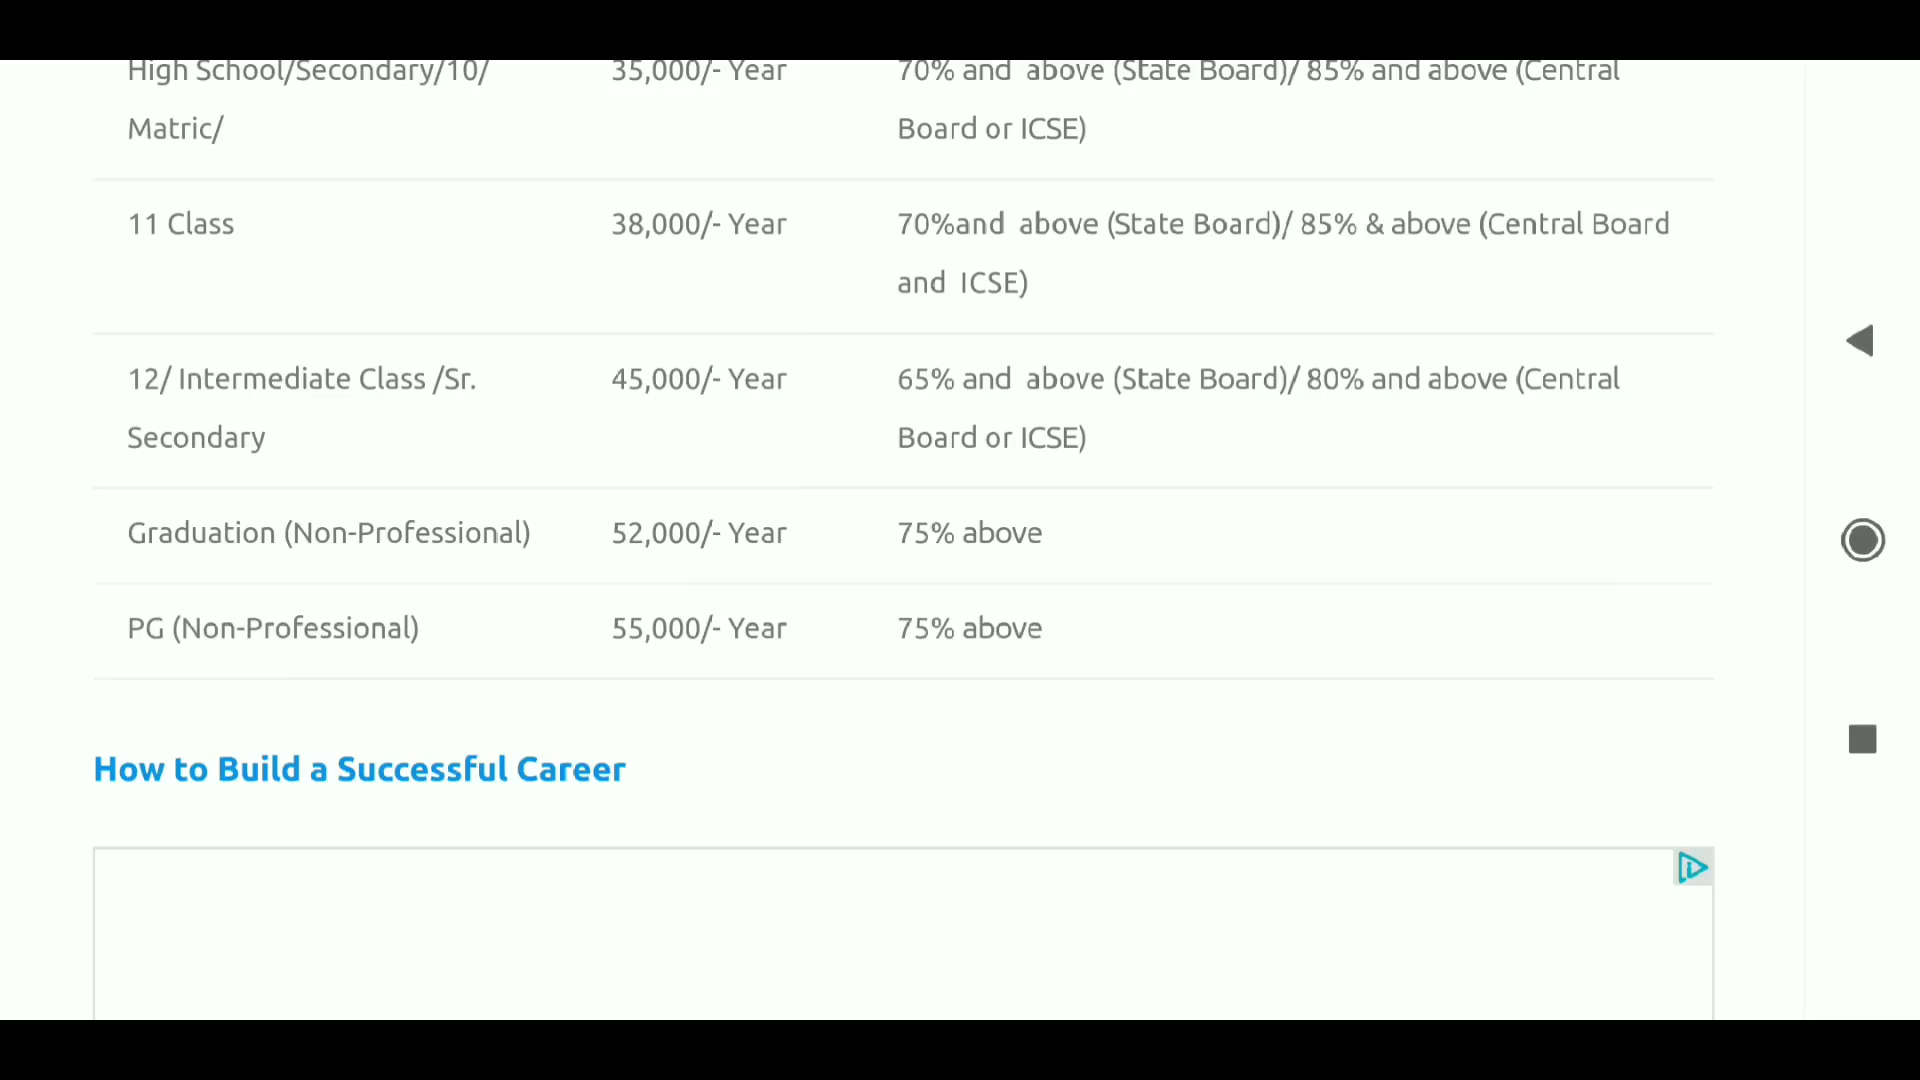 High School/Secondary/10/ 35,000/- Year 70% and above (State Board)/ 85% and above (Central
Matric/ Board or ICSE)
11 Class 38,000/- Year 70%and above (State Board)/ 85% & above (Central Board
and ICSE)
12/ Intermediate Class /Sr. 45,000/- Year 65% and above (State Board)/ 80% and above (Central
Secondary Board or ICSE)
Graduation (Non-Professional) 52,000/- Year 75% above
PG (Non-Professional) 55,000/- Year 75% above
How to Build a Successful Career